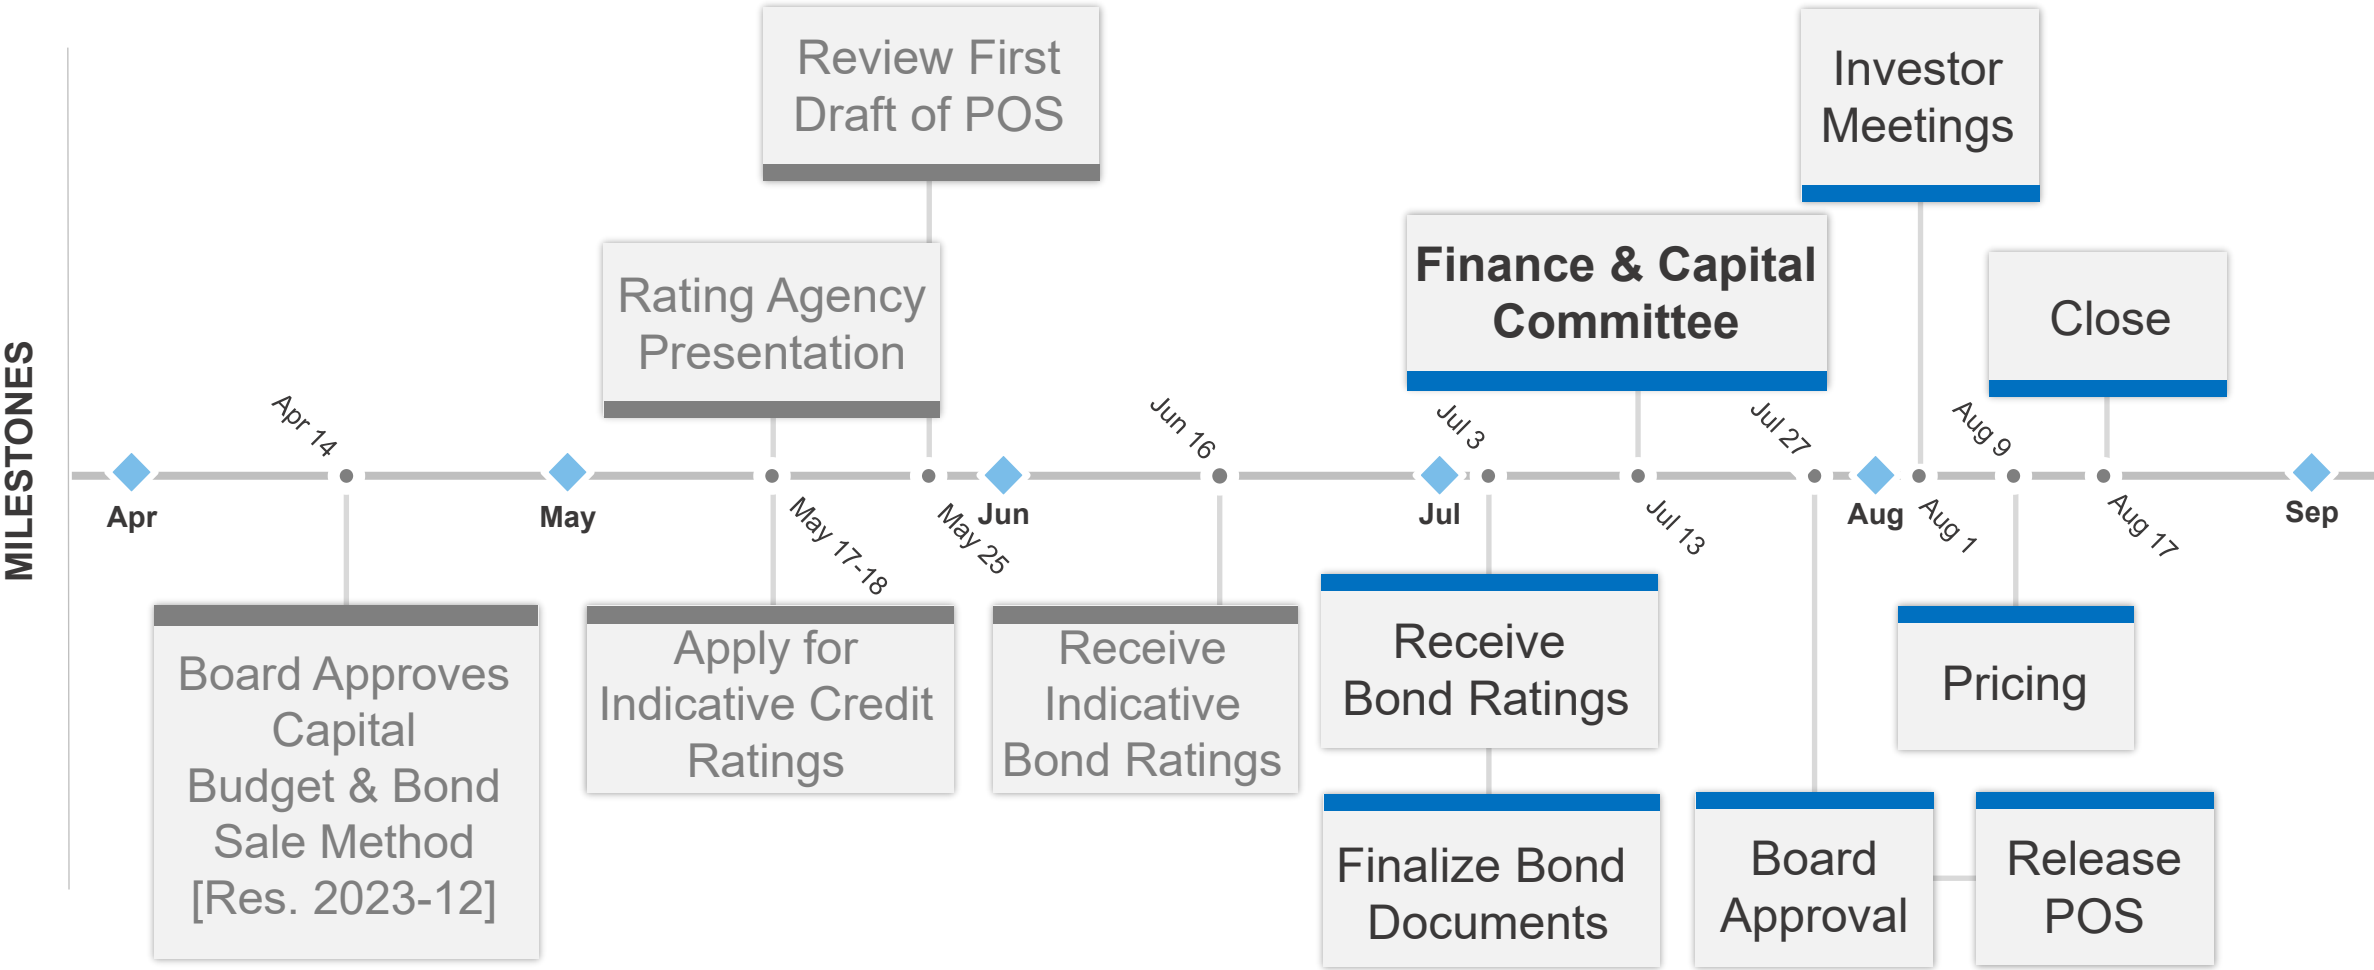 MILESTONES
Review First
Draft of POS
Investor
Meetings
Rating Agency
Presentation
Finance & Capital
Committee
Close
Apr 14
Jun 16
Jul 3
Jul 27
Aug 9
Apr
May
Jun
Jul
Aug
Sep
May 17-18
May 25
Jul 13
Aug 1
Aug 17
Board Approves
Capital
Budget & Bond
Sale Method
[Res. 2023-12]
Apply for
Indicative Credit
Ratings
Receive
Indicative
Bond Ratings
Receive
Bond Ratings
Pricing
Finalize Bond
Documents
Board
Approval
Release
POS